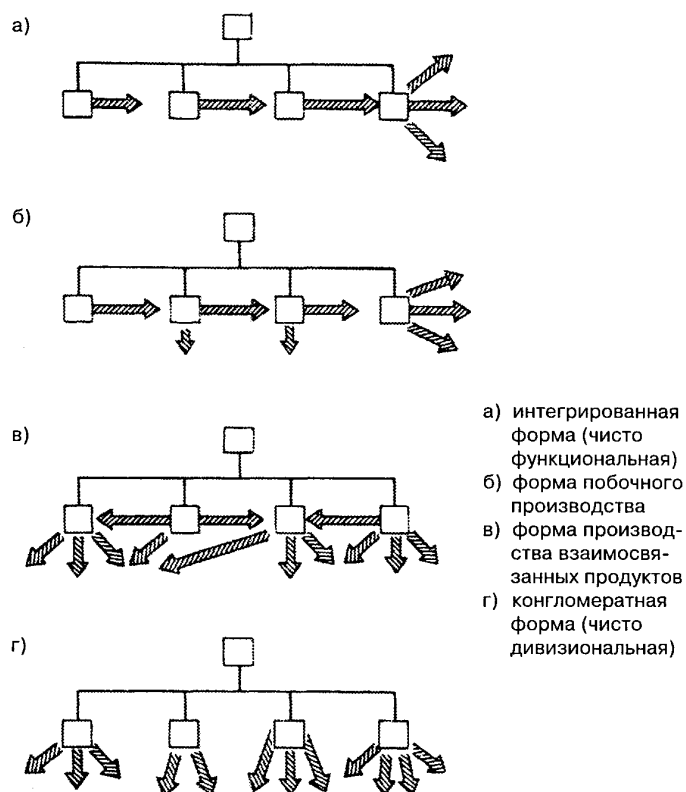 а)
б)
в)
г)
а) интегрированная
форма (чисто
функциональная)
б) форма побочного
производства
в) форма производ-
ства взаимосвя-
занных продуктов
г) конгломератная
форма (чисто
дивизиональная)